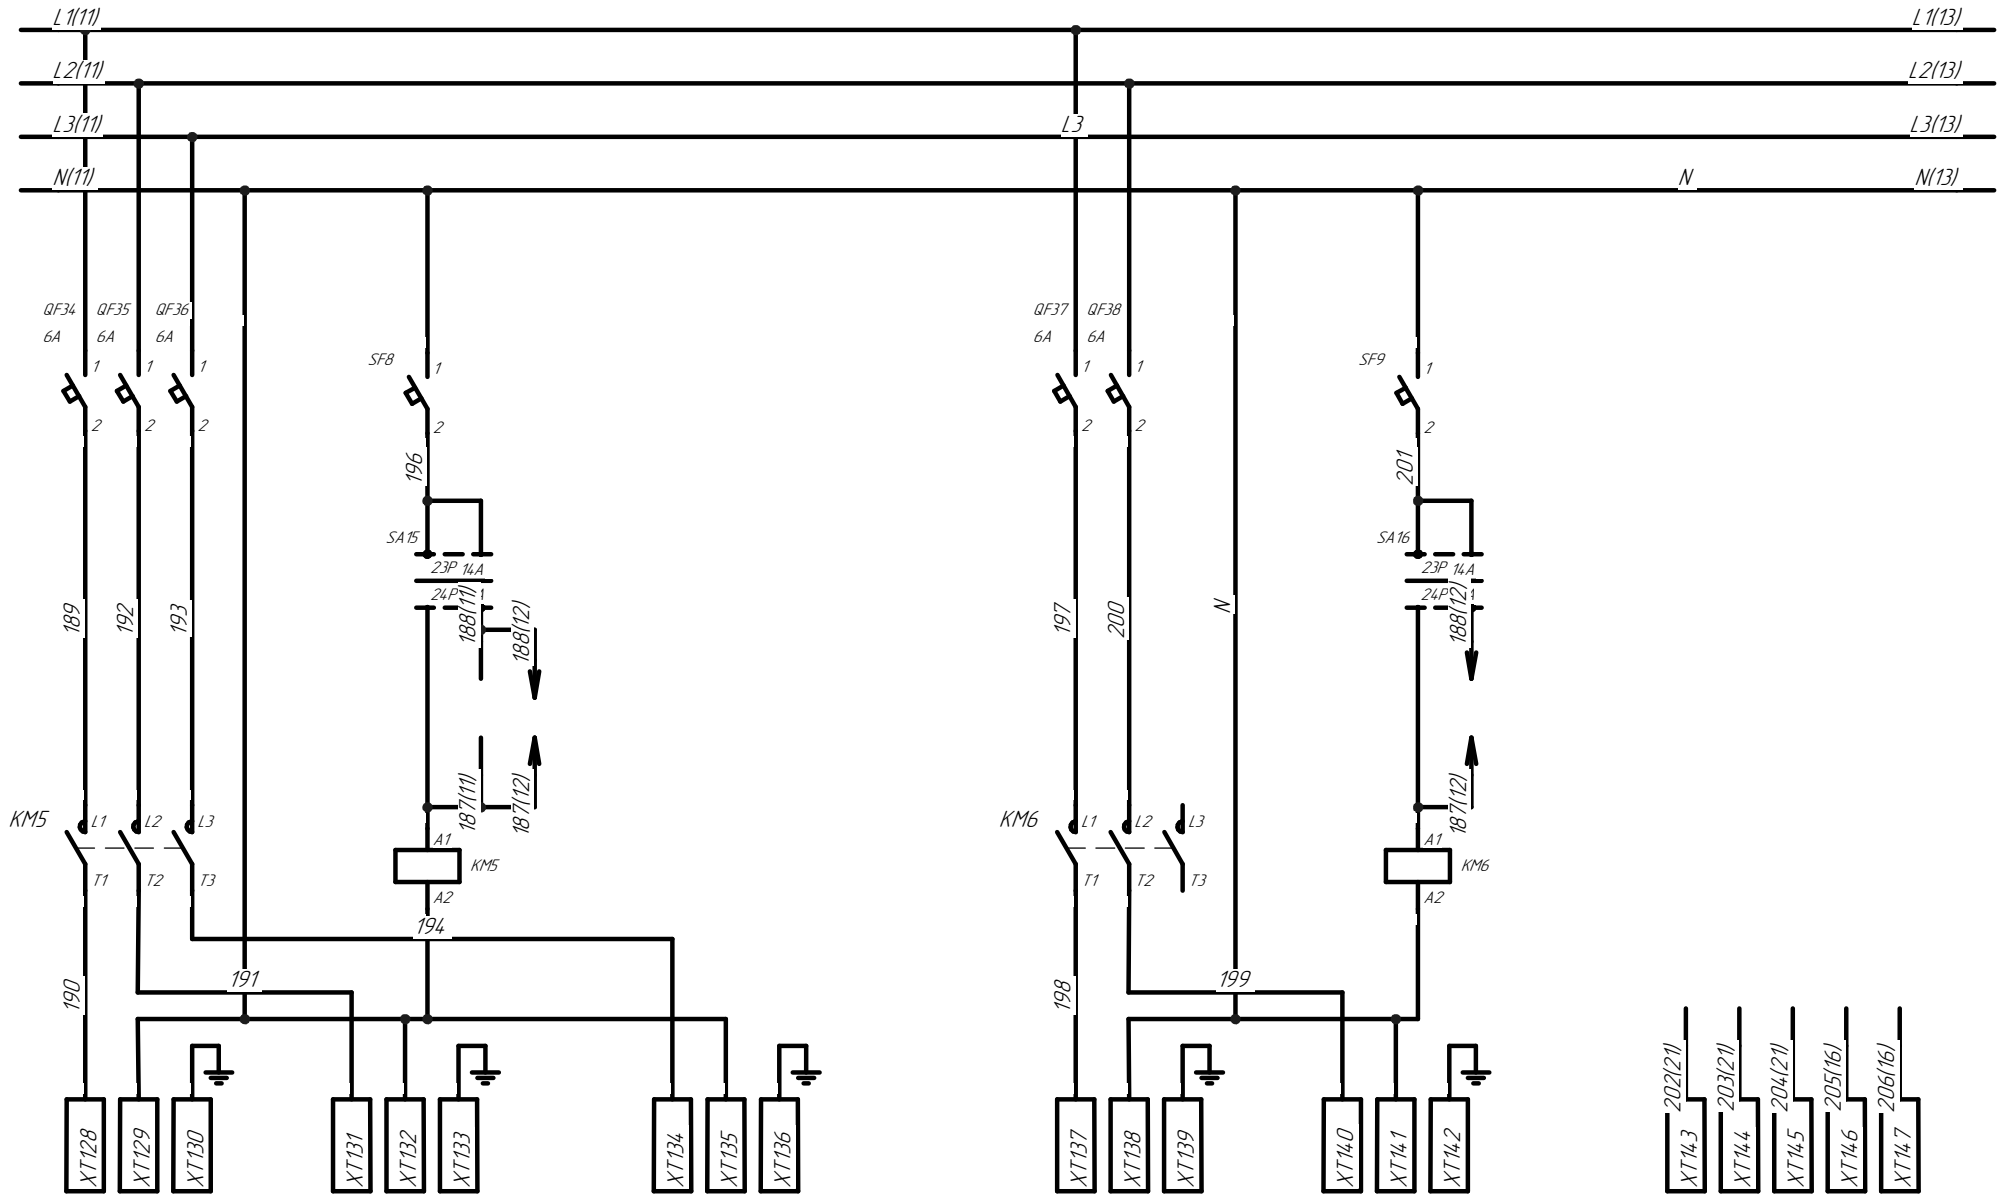 L1(11) L1(13)
L2(11) L2(13)
L3(11) L3 L3(13)
N(11) N N(13)
QF34 QF35 QF36 QF37 QF38
6A 6A 6A 6A 6A
SF8 SF9
1 1 1 1 1 1 1
2 2 2 2 2 2 2
196 201
SA15 SA16
23P 14A 23P 14A
24P 24P
189 192 193 188(11) 188(12) 197 200 N 188(12)
187(11) 187(12) 187(12)
KM5 L1 L2 L3 KM6 L1 L2 L3
A1 A1
KM5 KM6
T1 T2 T3 T1 T2 T3
A2 A2
194
191 199
190 198
202(21) 203(21) 204(21) 205(16) 206(16)
XT128 XT129 XT130 XT131 XT132 XT133 XT134 XT135 XT136 XT137 XT138 XT139 XT140 XT141 XT142 XT143 XT144 XT145 XT146 XT147